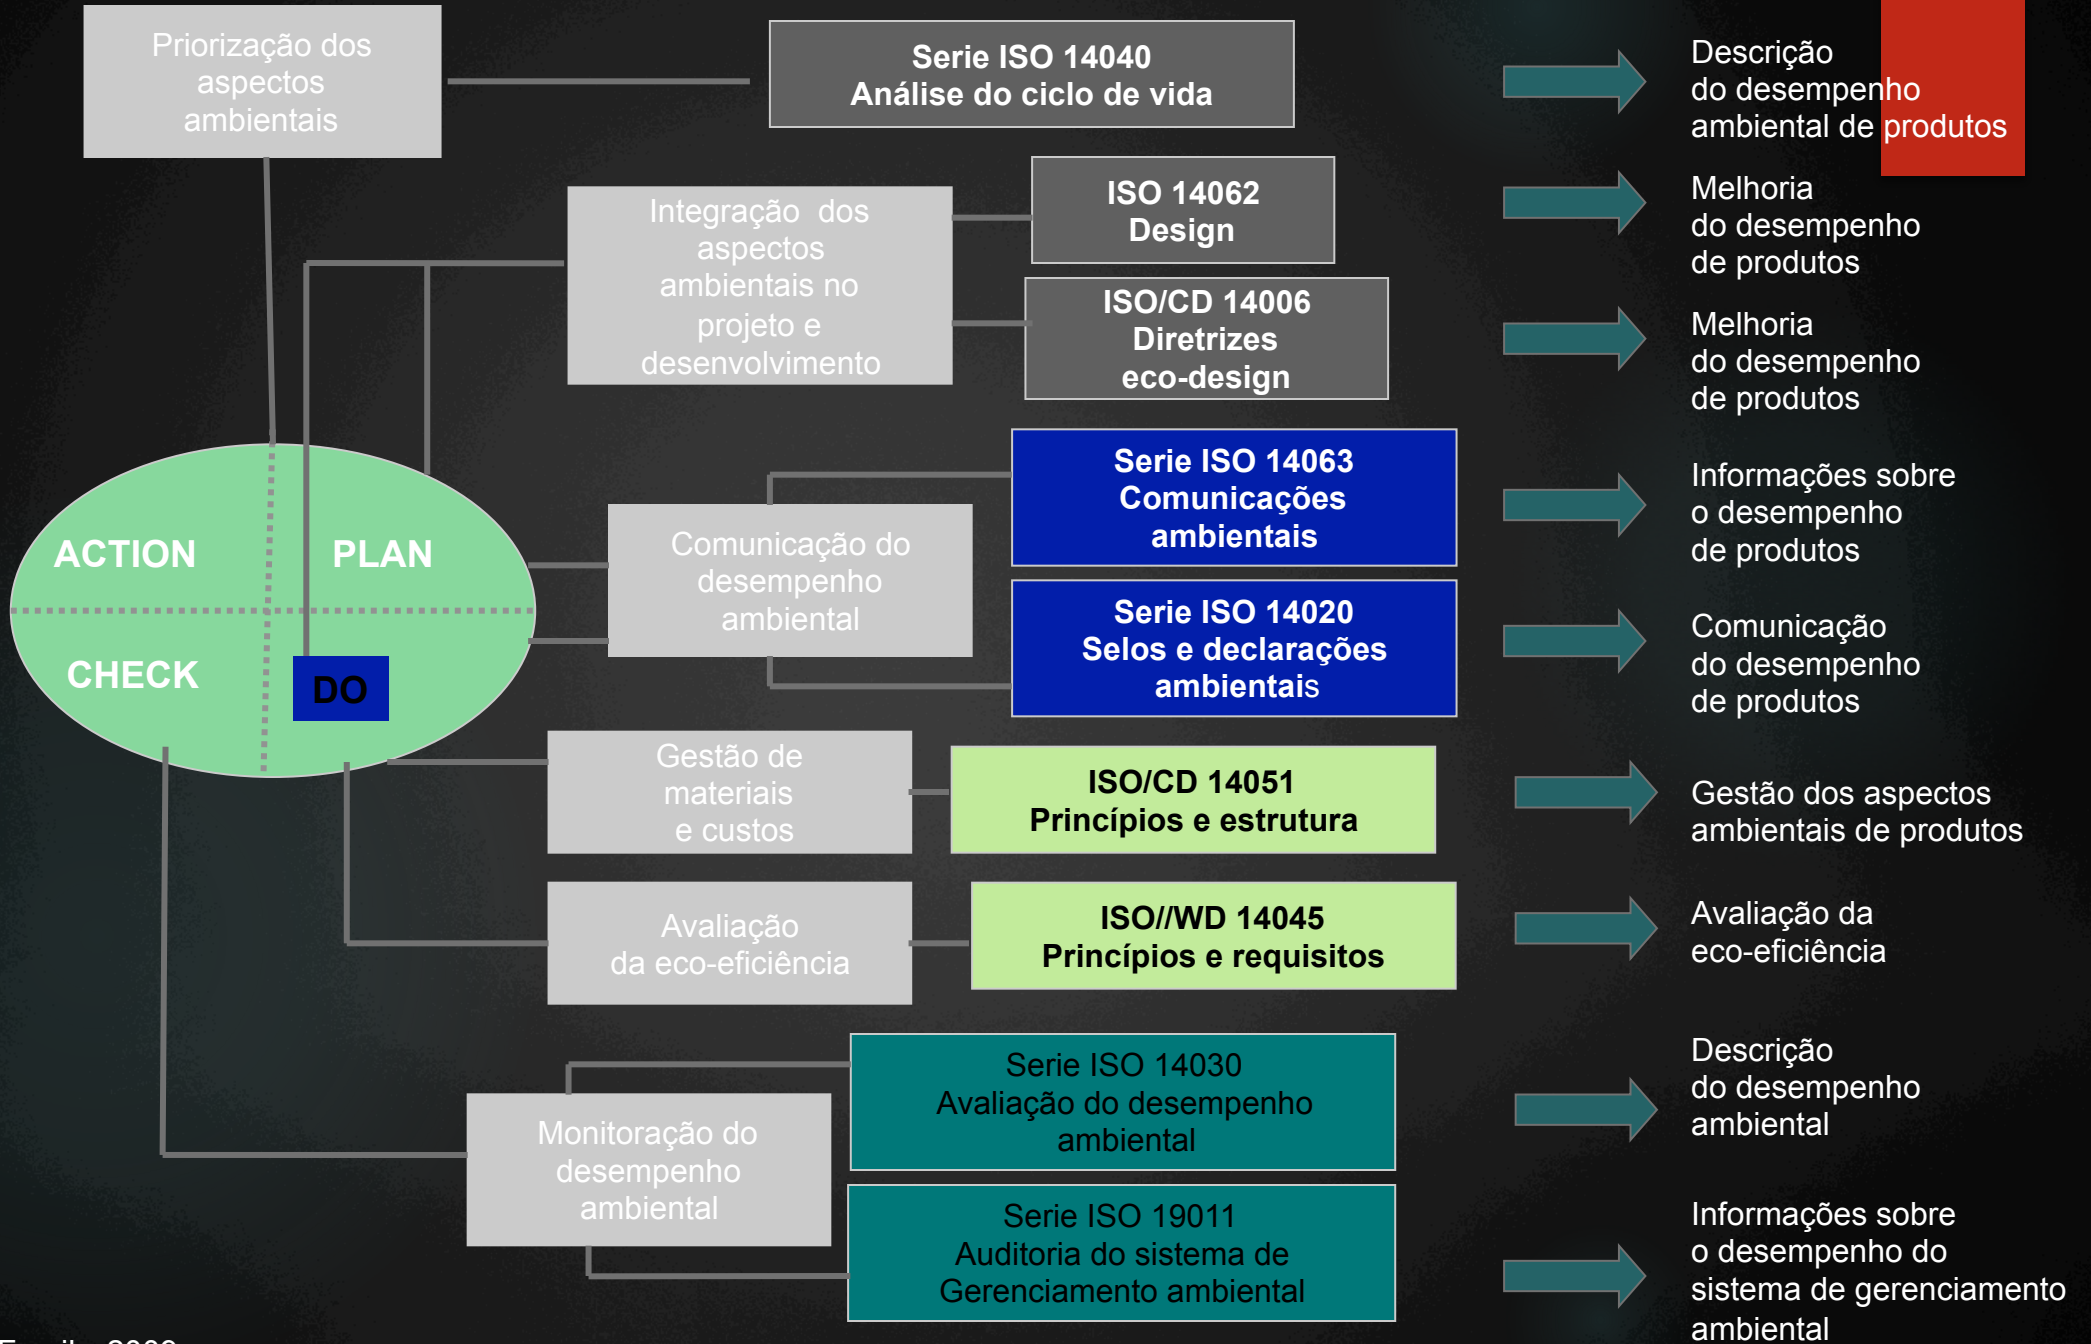 Priorização dos
aspectos
ambientais
Serie ISO 14040
Análise do ciclo de vida
Descrição
do desempenho
ambiental de produtos
Integração dos
aspectos
ambientais no
projeto e
desenvolvimento
ISO 14062
Design
Melhoria
do desempenho
de produtos
ISO/CD 14006
Diretrizes
eco-design
Melhoria
do desempenho
de produtos
ACTION
PLAN
CHECK
DO
Comunicação do
desempenho
ambiental
Serie ISO 14063
Comunicações
ambientais
Informações sobre
o desempenho
de produtos
Serie ISO 14020
Selos e declarações
ambientais
Comunicação
do desempenho
de produtos
Gestão de
materiais
e custos
ISO/CD 14051
Princípios e estrutura
Gestão dos aspectos
ambientais de produtos
Avaliação
da eco-eficiência
ISO//WD 14045
Princípios e requisitos
Avaliação da
eco-eficiência
Monitoração do
desempenho
ambiental
Serie ISO 14030
Avaliação do desempenho
ambiental
Descrição
do desempenho
ambiental
Serie ISO 19011
Auditoria do sistema de
Gerenciamento ambiental
Informações sobre
o desempenho do
sistema de gerenciamento
ambiental